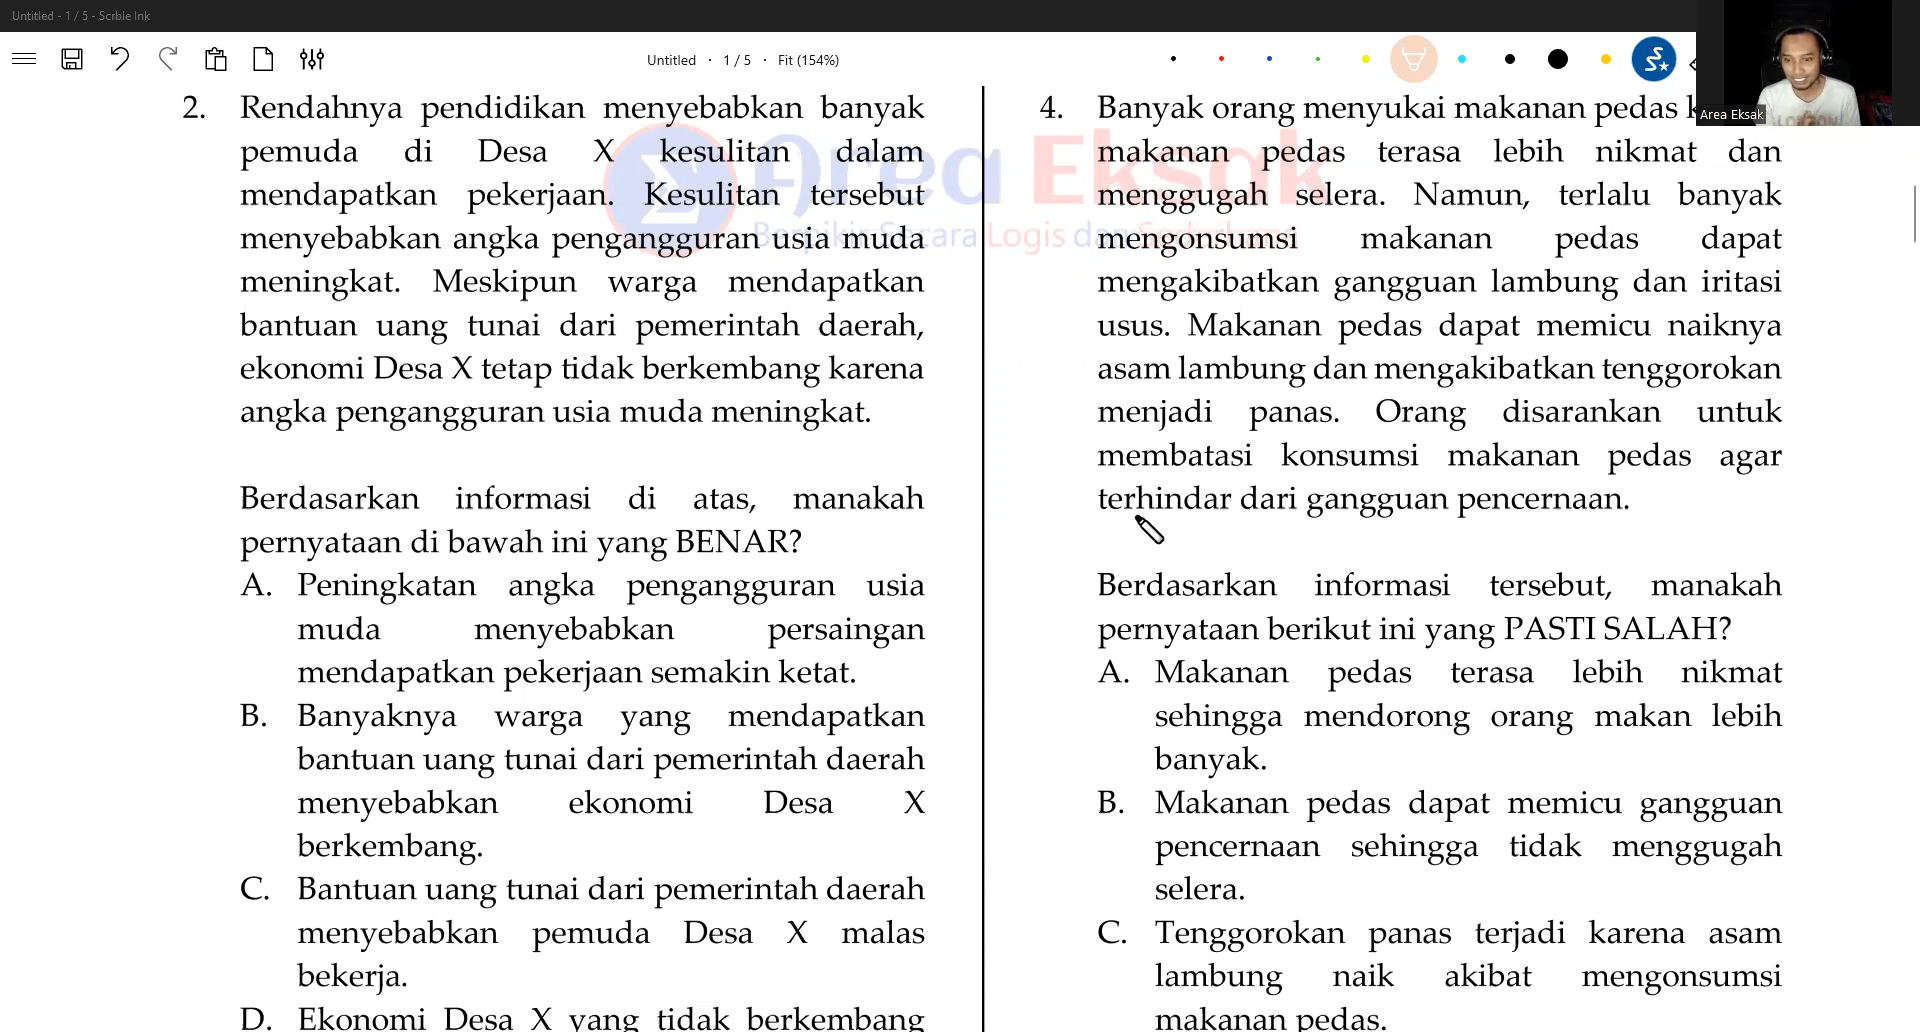 Untitled - 1 / 5 - Scrble Ink
Untitled · 1 / 5 · Fit (154%)
Area Eksak
Area Eksak
Berpikir Secara Logis dan
2. Rendahnya pendidikan menyebabkan banyak
pemuda di Desa X kesulitan dalam
mendapatkan pekerjaan. Kesulitan tersebut
menyebabkan angka pengangguran usia muda
meningkat. Meskipun warga mendapatkan
bantuan uang tunai dari pemerintah daerah,
ekonomi Desa X tetap tidak berkembang karena
angka pengangguran usia muda meningkat.
Berdasarkan informasi di atas, manakah
pernyataan di bawah ini yang BENAR?
A. Peningkatan angka pengangguran usia
muda menyebabkan persaingan
mendapatkan pekerjaan semakin ketat.
B. Banyaknya warga yang mendapatkan
bantuan uang tunai dari pemerintah daerah
menyebabkan ekonomi Desa X
berkembang.
C. Bantuan uang tunai dari pemerintah daerah
menyebabkan pemuda Desa X malas
bekerja.
D. Ekonomi Desa X yang tidak berkembang
4. Banyak orang menyukai makanan pedas
makanan pedas terasa lebih nikmat dan
menggugah selera. Namun, terlalu banyak
mengonsumsi makanan pedas dapat
mengakibatkan gangguan lambung dan iritasi
usus. Makanan pedas dapat memicu naiknya
asam lambung dan mengakibatkan tenggorokan
menjadi panas. Orang disarankan untuk
membatasi konsumsi makanan pedas agar
terhindar dari gangguan pencernaan.
Berdasarkan informasi tersebut, manakah
pernyataan berikut ini yang PASTI SALAH?
A. Makanan pedas terasa lebih nikmat
sehingga mendorong orang makan lebih
banyak.
B. Makanan pedas dapat memicu gangguan
pencernaan sehingga tidak menggugah
selera.
C. Tenggorokan panas terjadi karena asam
lambung naik akibat mengonsumsi
makanan pedas.